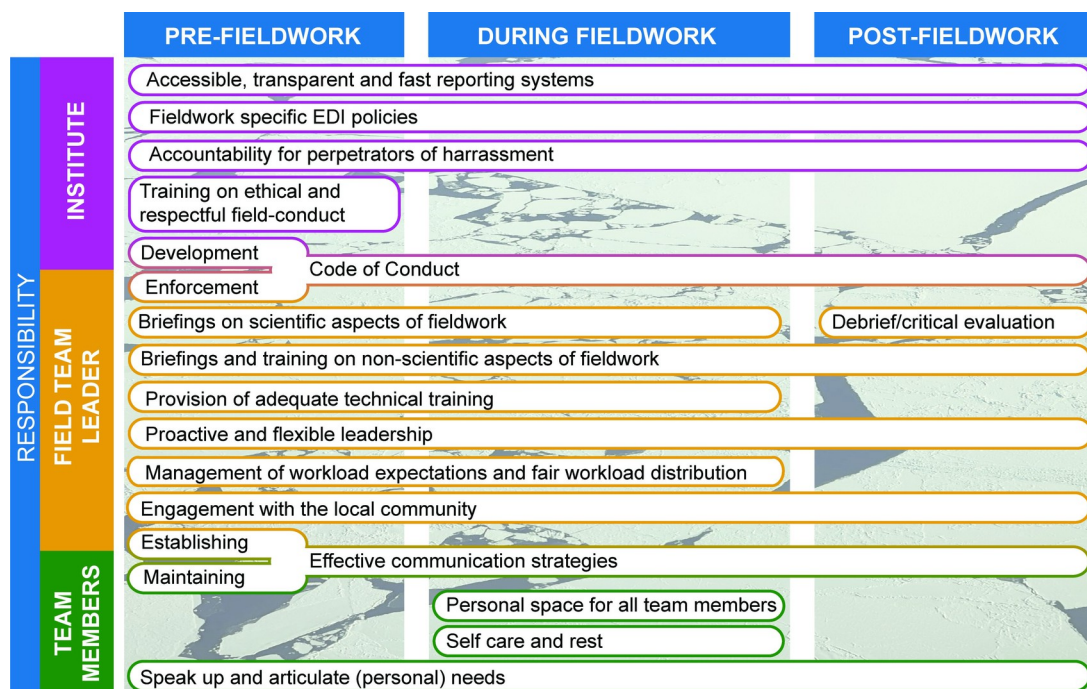 PRE-FIELDWORK
DURING FIELDWORK
POST-FIELDWORK
RESPONSIBILITY
INSTITUTE
Accessible, transparent and fast reporting systems
Fieldwork specific EDI policies
Accountability for perpetrators of harrassment
Training on ethical and
respectful field-conduct
Development
Code of Conduct
Enforcement
FIELD TEAM
LEADER
Briefings on scientific aspects of fieldwork
Debrief/critical evaluation
Briefings and training on non-scientific aspects of fieldwork
Provision of adequate technical training
Proactive and flexible leadership
Management of workload expectations and fair workload distribution
Engagement with the local community
Establishing
Effective communication strategies
Maintaining
TEAM
MEMBERS
Personal space for all team members
Self care and rest
Speak up and articulate (personal) needs